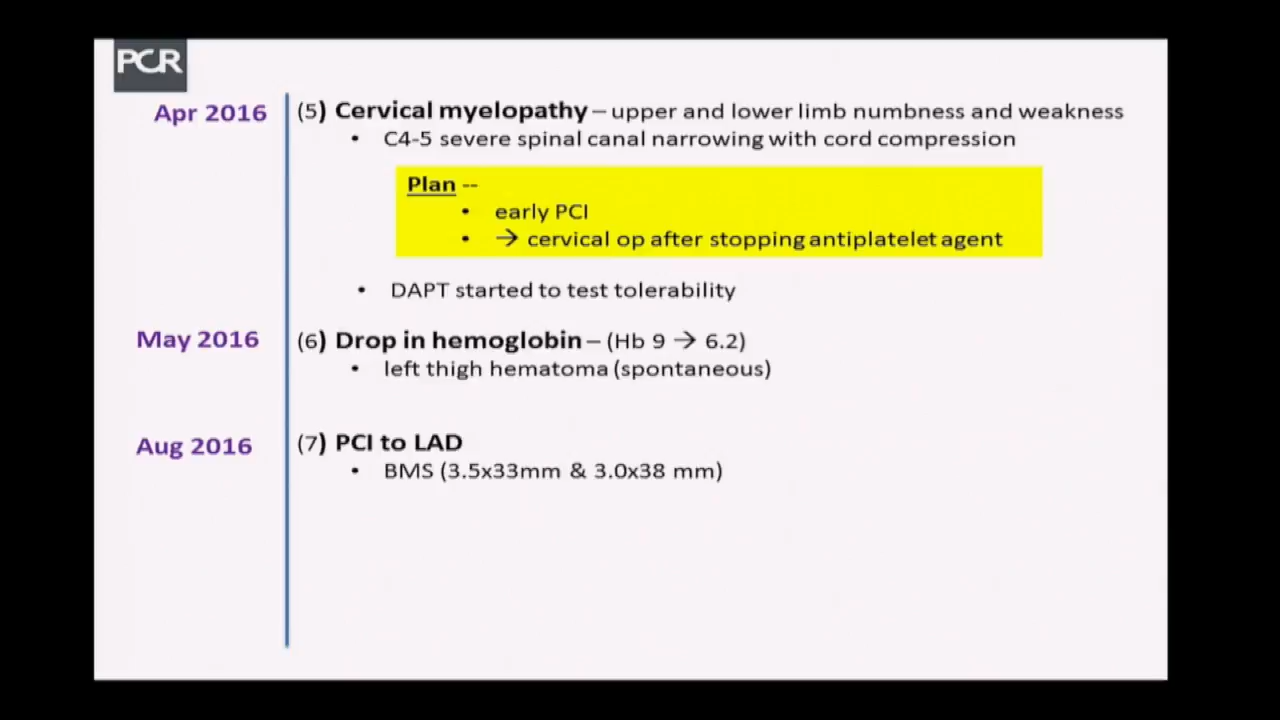 PCR
Apr 2016
(5) Cervical myelopathy – upper and lower limb numbness and weakness
• C4-5 severe spinal canal narrowing with cord compression
Plan --
• early PCI
• → cervical op after stopping antiplatelet agent
• DAPT started to test tolerability
May 2016
(6) Drop in hemoglobin – (Hb 9 → 6.2)
• left thigh hematoma (spontaneous)
Aug 2016
(7) PCI to LAD
• BMS (3.5x33mm & 3.0x38 mm)